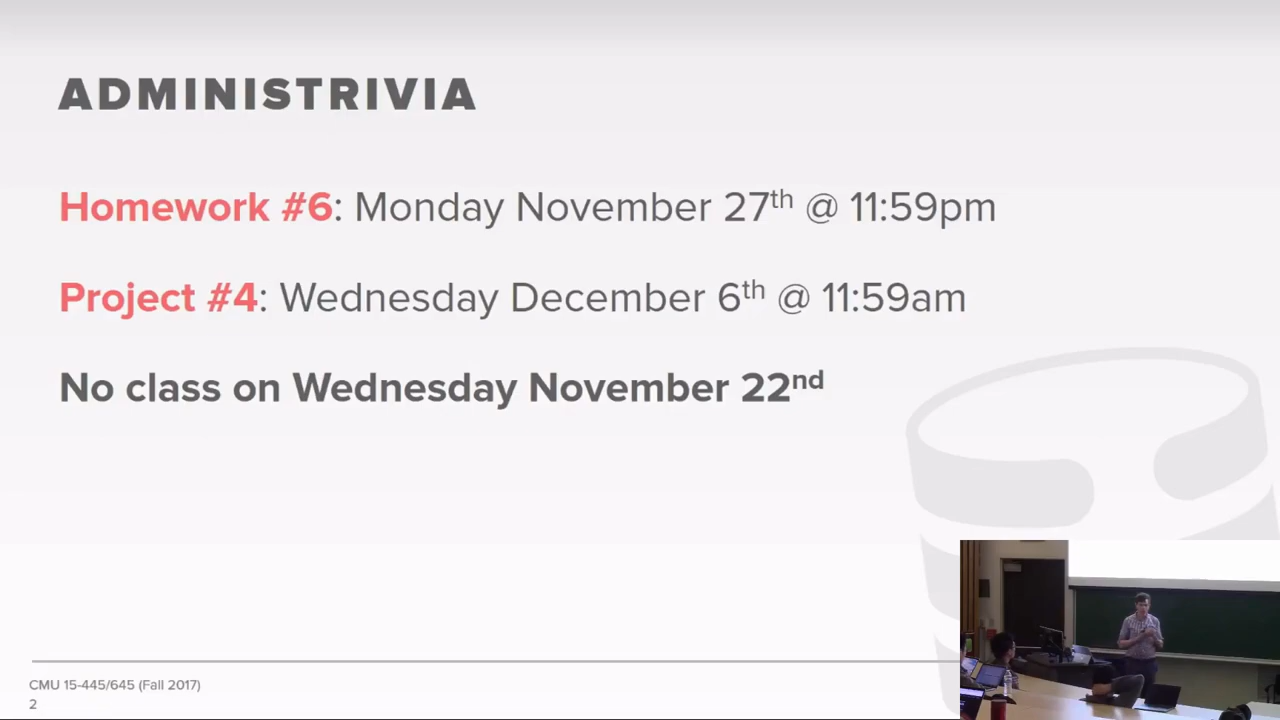 ADMINISTRIVIA
Homework #6: Monday November 27th @ 11:59pm
Project #4: Wednesday December 6th @ 11:59am
No class on Wednesday November 22nd
CMU 15-445/645 (Fall 2017)
2